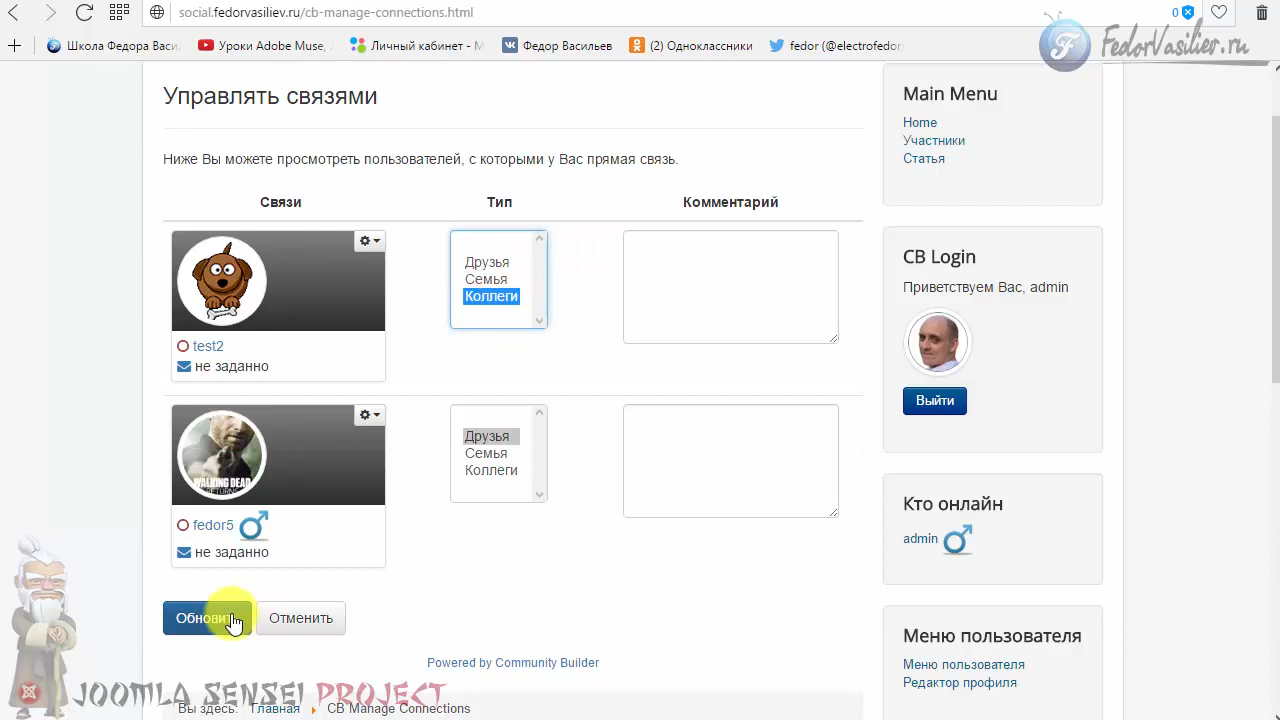 social.fedorvasiliev.ru/cb-manage-connections.html
0
Школа Федора Васи.
Уроки Adobe Muse, .
Личный кабинет - М
Федор Васильев
(2) Одноклассники
fedor (@electrofedor
FedorVasiliev.ru
Управлять связями
Ниже Вы можете просмотреть пользователей, с которыми у Вас прямая связь.
Связи Тип Комментарий
Друзья
Семья
Коллеги
test2
не заданно
Друзья
Семья
Коллеги
WALKING DEAD
RETURNS
fedor5
не заданно
Обновит
Отменить
Powered by Community Builder
Вы здесь: Главная CB Manage Connections
JOOMLA SENSEI PROJECT
Main Menu
Home
Участники
Статья
CB Login
Приветствуем Вас, admin
Выйти
Кто онлайн
admin
Меню пользователя
Меню пользователя
Редактор профиля